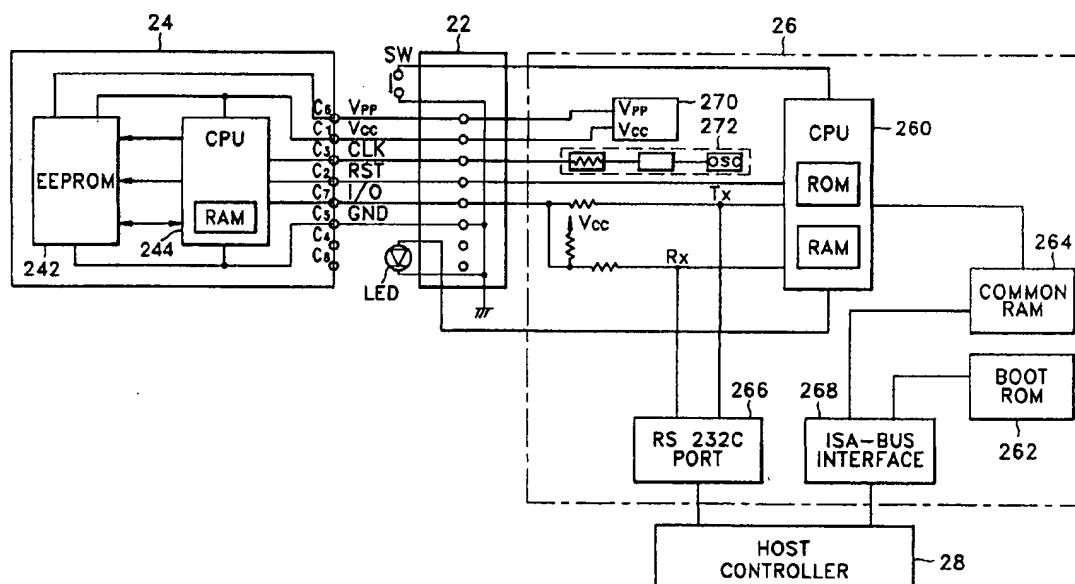 24
22
26
SW
C6 VPP
C1 VCC
C3 CLK
C2 RST
C7 I/O
C5 GND
C4
C8
EEPROM
242
CPU
RAM
244
LED
VPP
VCC
270
272
OSC
CPU
ROM
RAM
260
TX
VCC
RX
264
COMMON
RAM
BOOT
ROM
262
266
RS 232C
PORT
268
ISA-BUS
INTERFACE
HOST
CONTROLLER
28